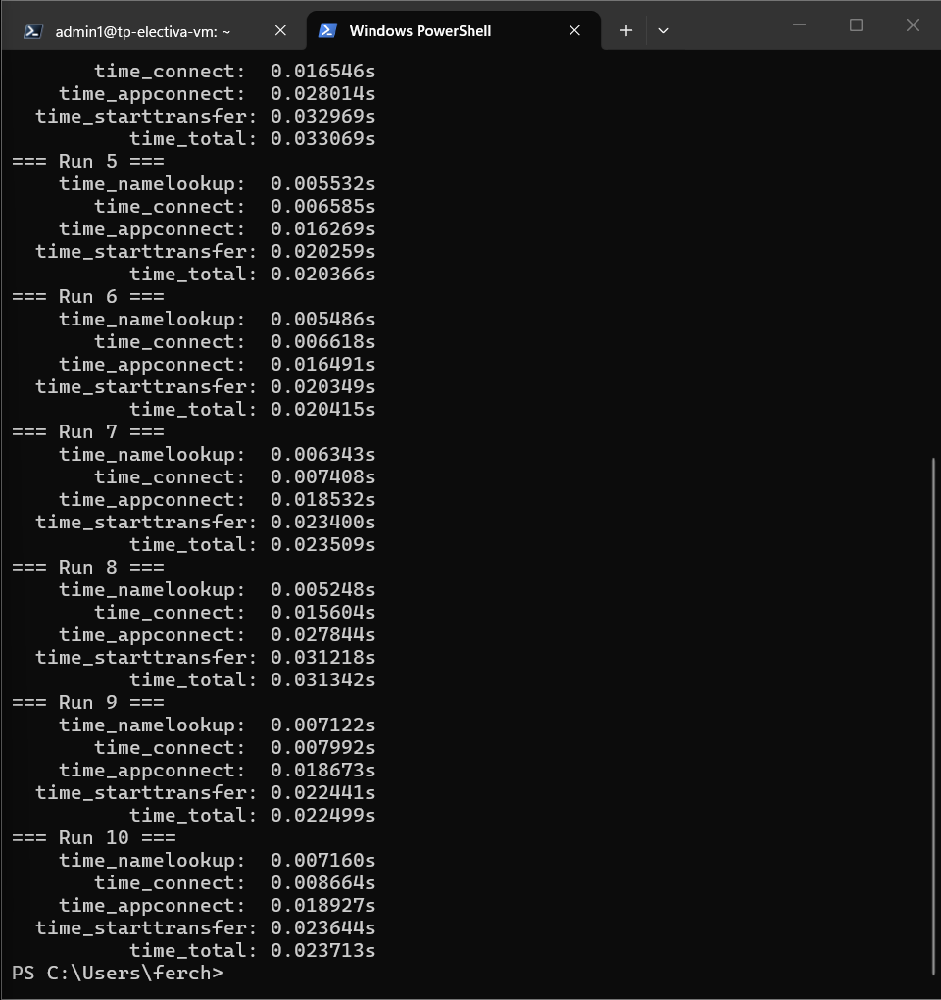 admin1@tp-electiva-vm: ~
Windows PowerShell
time_connect:  0.016546s
time_appconnect:  0.028014s
time_starttransfer: 0.032969s
time_total: 0.033069s
=== Run 5 ===
time_namelookup:  0.005532s
time_connect:  0.006585s
time_appconnect:  0.016269s
time_starttransfer: 0.020259s
time_total: 0.020366s
=== Run 6 ===
time_namelookup:  0.005486s
time_connect:  0.006618s
time_appconnect:  0.016491s
time_starttransfer: 0.020349s
time_total: 0.020415s
=== Run 7 ===
time_namelookup:  0.006343s
time_connect:  0.007408s
time_appconnect:  0.018532s
time_starttransfer: 0.023400s
time_total: 0.023509s
=== Run 8 ===
time_namelookup:  0.005248s
time_connect:  0.015604s
time_appconnect:  0.027844s
time_starttransfer: 0.031218s
time_total: 0.031342s
=== Run 9 ===
time_namelookup:  0.007122s
time_connect:  0.007992s
time_appconnect:  0.018673s
time_starttransfer: 0.022441s
time_total: 0.022499s
=== Run 10 ===
time_namelookup:  0.007160s
time_connect:  0.008664s
time_appconnect:  0.018927s
time_starttransfer: 0.023644s
time_total: 0.023713s
PS C:\Users\ferch>